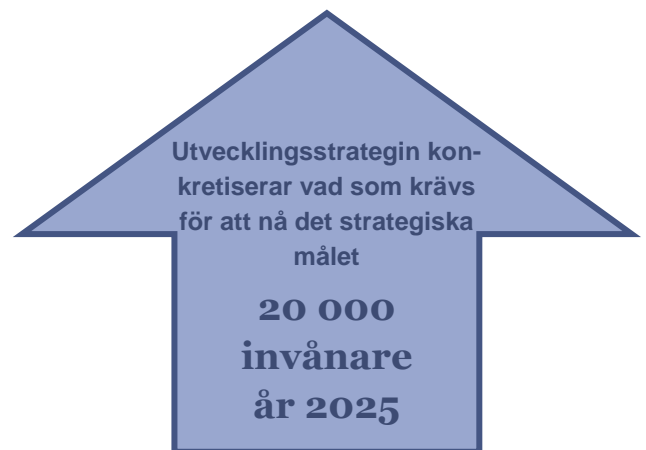 Utvecklingsstrategin kon-
kretiserar vad som krävs
för att nå det strategiska
målet
20 000
invånare
år 2025